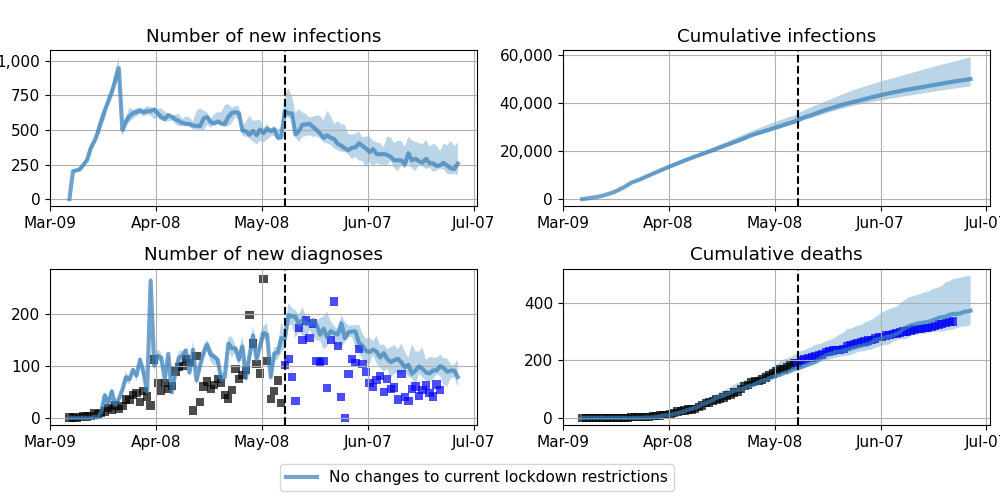 Number of new infections
Cumulative infections
1,000
750
500
250
0
Mar-09
Apr-08
May-08
Jun-07
Jul-07
60,000
40,000
20,000
0
Mar-09
Apr-08
May-08
Jun-07
Jul-07
Number of new diagnoses
Cumulative deaths
200
100
0
Mar-09
Apr-08
May-08
Jun-07
Jul-07
400
200
0
Mar-09
Apr-08
May-08
Jun-07
Jul-07
No changes to current lockdown restrictions